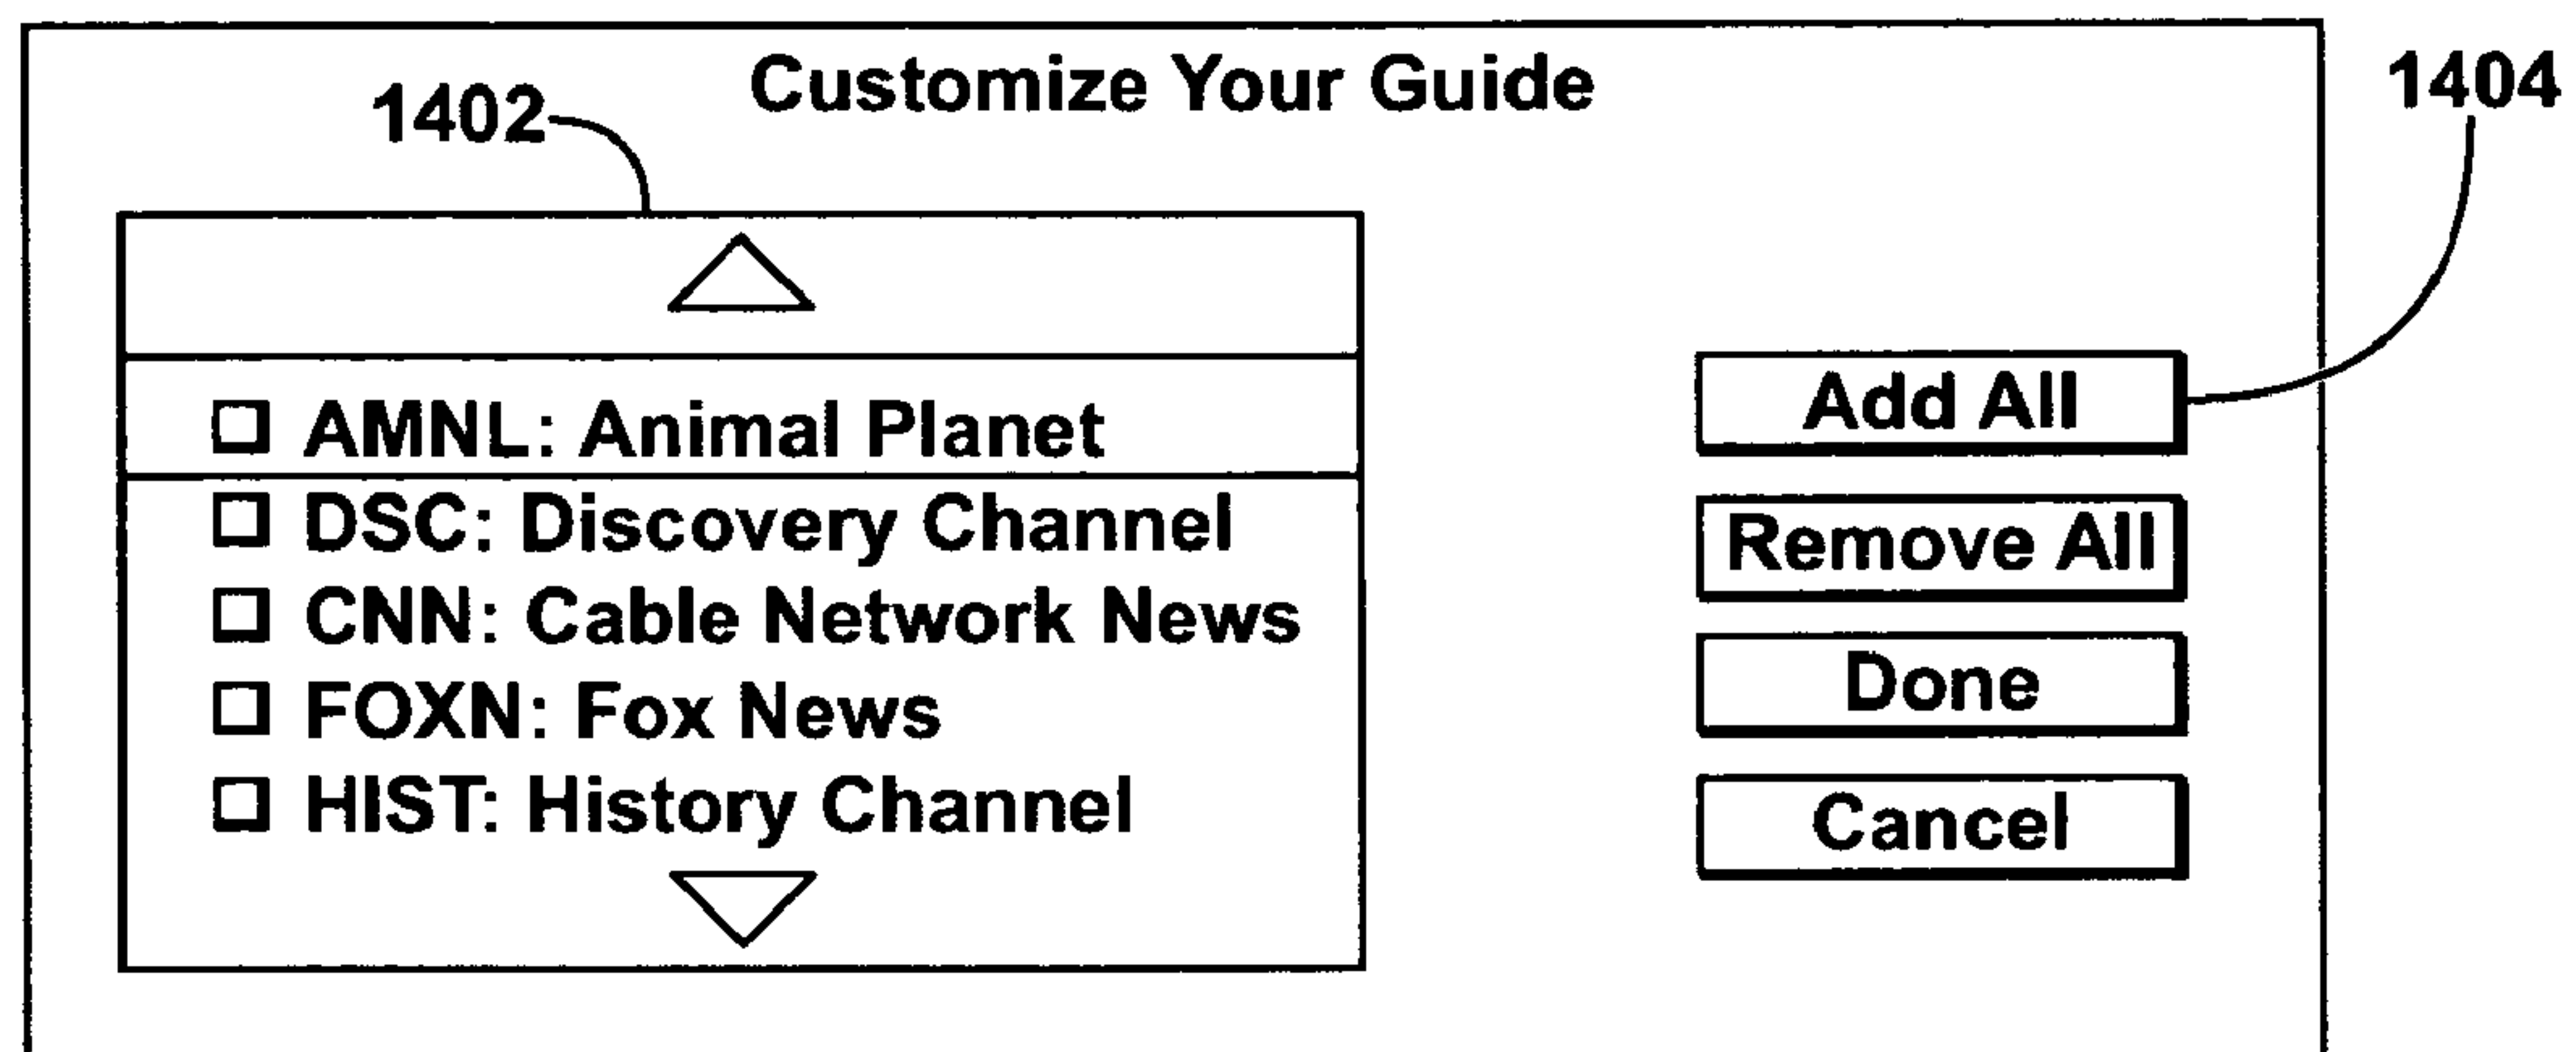 Customize Your Guide
1402
1404
AMNL: Animal Planet
DSC: Discovery Channel
CNN: Cable Network News
FOXN: Fox News
HIST: History Channel
Add All
Remove All
Done
Cancel